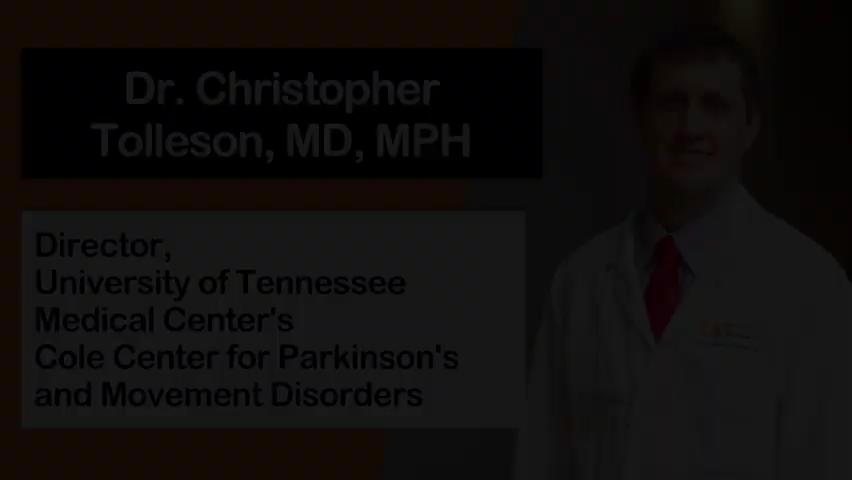 Dr. Christopher
Tolleson, MD, MPH
Director,
University of Tennessee
Medical Center's
Cole Center for Parkinson's
and Movement Disorders